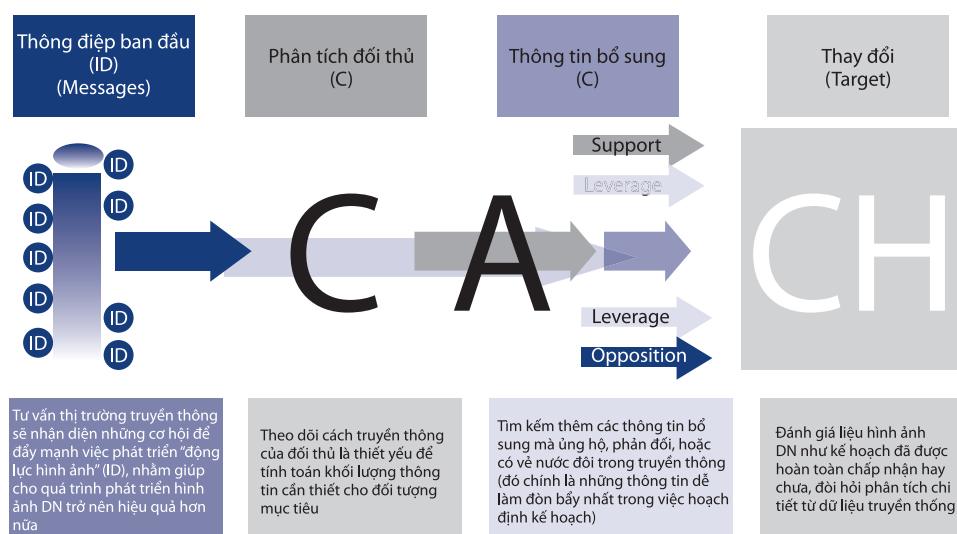 Thông điệp ban đầu
(ID)
(Messages)
Phân tích đối thủ
(C)
Thông tin bổ sung
(C)
Thay đổi
(Target)
ID
ID
ID
ID
ID
ID
ID
ID
ID
C
A
Support
Leverage
Leverage
Opposition
CH
Tư vấn thị trường truyền thông
sẽ nhận diện những cơ hội để
đẩy mạnh việc phát triển “động
lực hình ảnh” (ID), nhằm giúp
cho quá trình phát triển hình
ảnh DN trở nên hiệu quả hơn
nữa
Theo dõi cách truyền thông
của đối thủ là thiết yếu để
tính toán khối lượng thông
tin cần thiết cho đối tượng
mục tiêu
Tìm kếm thêm các thông tin bổ
sung mà ủng hộ, phản đối, hoặc
có vẻ nước đôi trong truyền thông
(đó chính là những thông tin dễ
làm đòn bẩy nhất trong việc hoạch
định kế hoạch)
Đánh giá liệu hình ảnh
DN như kế hoạch đã được
hoàn toàn chấp nhận hay
chưa, đòi hỏi phân tích chi
tiết từ dữ liệu truyền thống